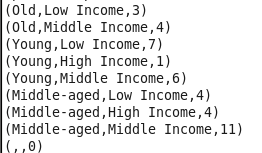 (Old,Low Income,3)
(Old,Middle Income,4)
(Young,Low Income,7)
(Young,High Income,1)
(Young,Middle Income,6)
(Middle-aged,Low Income,4)
(Middle-aged,High Income,4)
(Middle-aged,Middle Income,11)
(,,0)